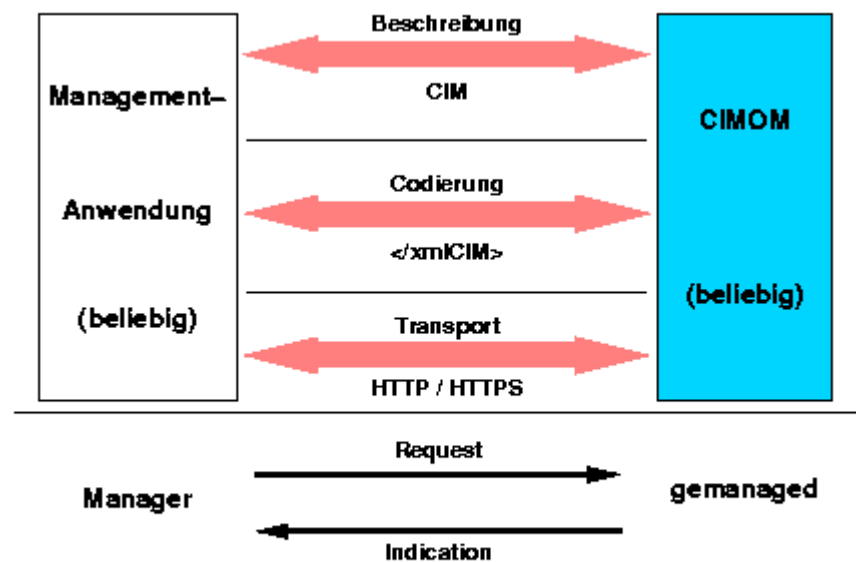 Beschreibung
Management–
CIM
CIMOM
Codierung
Anwendung
</xmlCIM>
(beliebig)
(beliebig)
Transport
HTTP / HTTPS
Request
Manager
gemanaged
Indication